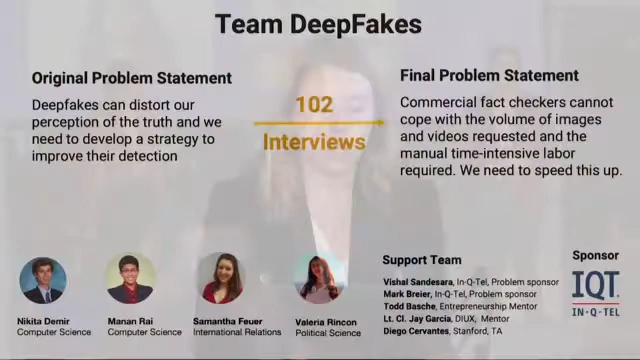 Team DeepFakes
Original Problem Statement
Deepfakes can distort our
perception of the truth and we
need to develop a strategy to
improve their detection
102
Interviews
Final Problem Statement
Commercial fact checkers cannot
cope with the volume of images
and videos requested and the
manual time-intensive labor
required. We need to speed this up.
Nikita Demir
Computer Science
Manan Rai
Computer Science
Samantha Feuer
International Relations
Valeria Rincon
Political Science
Support Team
Vishal Sandesara, In-Q-Tel, Problem sponsor
Mark Breier, In-Q-Tel, Problem sponsor
Todd Basche, Entrepreneurship Mentor
Lt. Cl. Jay Garcia, DIUX, Mentor
Diego Cervantes, Stanford, TA
Sponsor
IQT
IN-Q-TEL